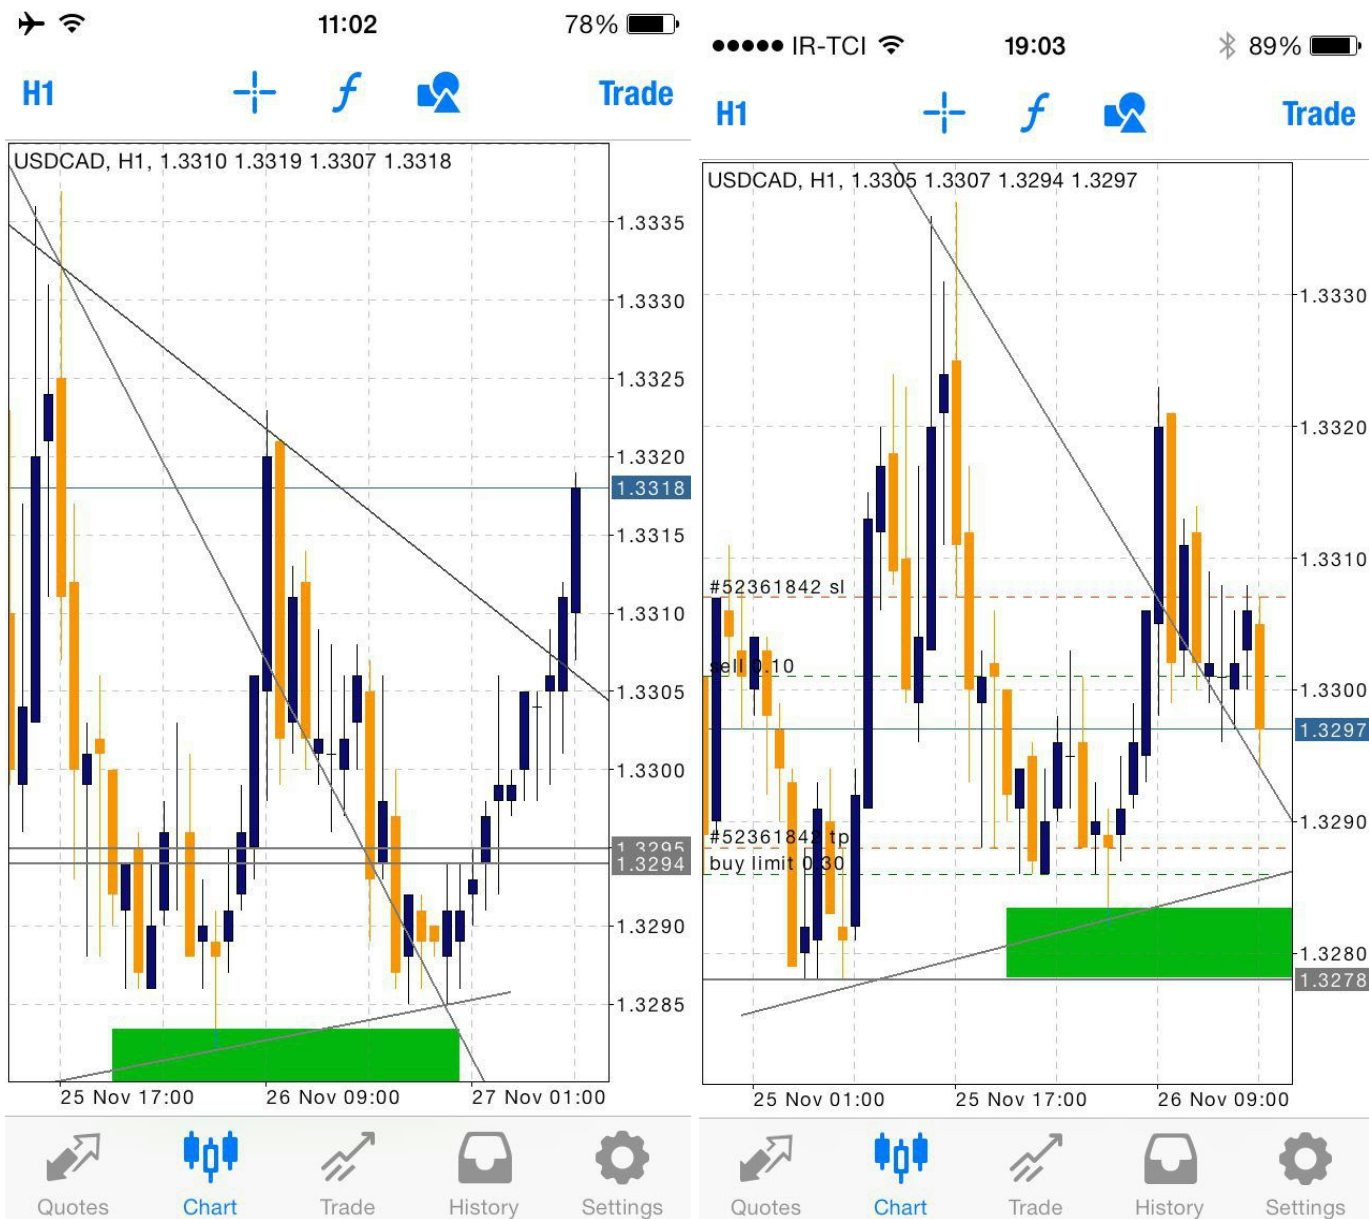 11:02
78%
H1
f
Trade
USDCAD, H1, 1.3310 1.3319 1.3307 1.3318
1.3335
1.3330
1.3325
1.3320
1.3318
1.3315
1.3310
1.3305
1.3300
1.3295
1.3294
1.3290
1.3285
25 Nov 17:00
26 Nov 09:00
27 Nov 01:00
Quotes
Chart
Trade
History
Settings
IR-TCI
19:03
89%
H1
f
Trade
USDCAD, H1, 1.3305 1.3307 1.3294 1.3297
1.3330
1.3320
1.3310
#52361842 sl
sell 0.10
1.3300
1.3297
1.3290
#52361842 tp
buy limit 0.30
1.3280
1.3278
25 Nov 01:00
25 Nov 17:00
26 Nov 09:00
Quotes
Chart
Trade
History
Settings